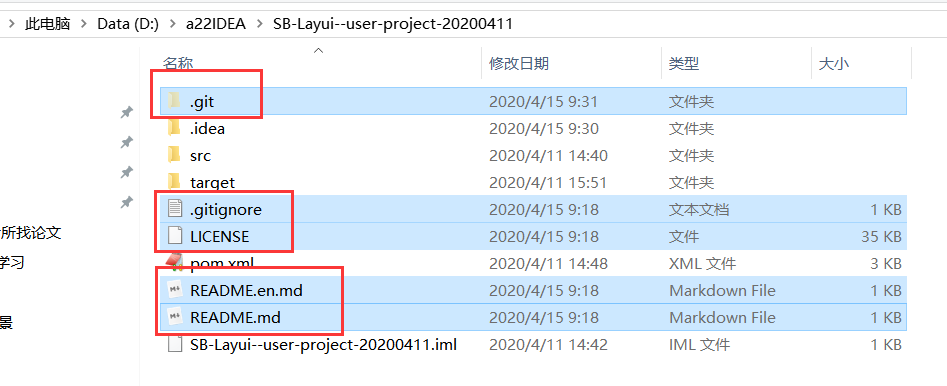 此电脑 > Data (D:) > a22IDEA > SB-Layui--user-project-20200411
名称 修改日期 类型 大小
.git 2020/4/15 9:31 文件夹
.idea 2020/4/15 9:30 文件夹
src 2020/4/11 14:40 文件夹
target 2020/4/11 15:51 文件夹
.gitignore 2020/4/15 9:18 文本文档 1 KB
LICENSE 2020/4/15 9:18 文件 35 KB
pom.xml 2020/4/11 14:48 XML 文件 3 KB
README.en.md 2020/4/15 9:18 Markdown File 1 KB
README.md 2020/4/15 9:18 Markdown File 1 KB
SB-Layui--user-project-20200411.iml 2020/4/11 14:42 IML 文件 8 KB
所找论文
学习
景